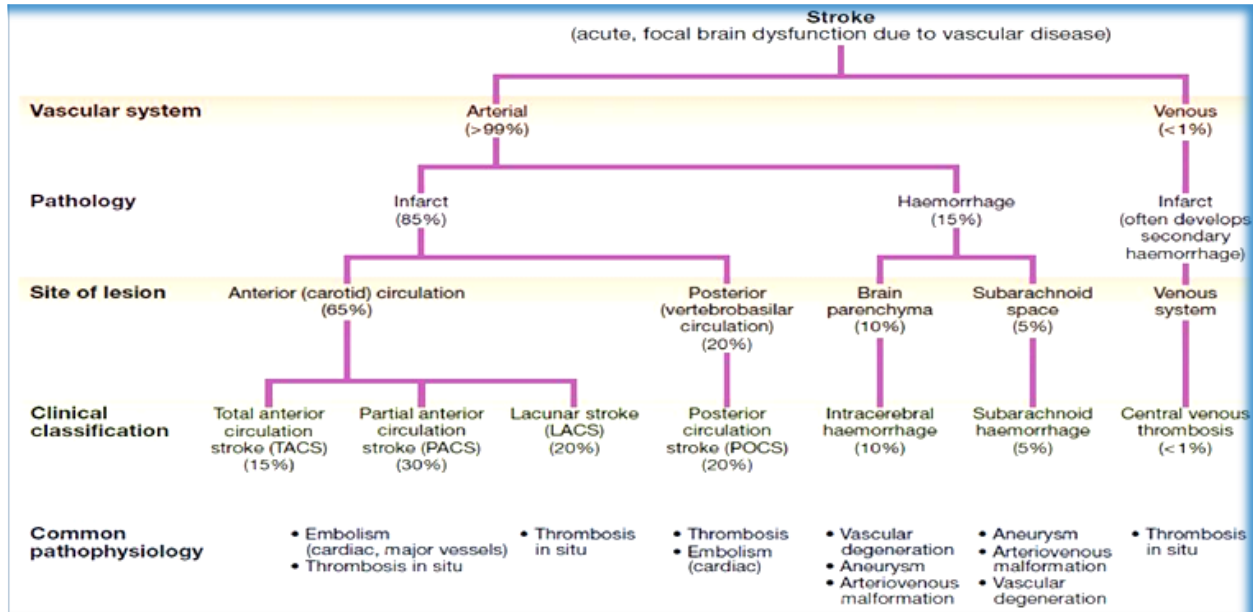 Stroke
(acute, focal brain dysfunction due to vascular disease)
Vascular system
Arterial
(>99%)
Venous
(<1%)
Pathology
Infarct
(85%)
Haemorrhage
(15%)
Infarct
(often develops
secondary
haemorrhage)
Site of lesion
Anterior (carotid) circulation
(65%)
Posterior
(vertebrobasilar
circulation)
(20%)
Brain
parenchyma
(10%)
Subarachnoid
space
(5%)
Venous
system
Clinical
classification
Total anterior
circulation
stroke (TACS)
(15%)
Partial anterior
circulation
stroke (PACS)
(30%)
Lacunar stroke
(LACS)
(20%)
Posterior
circulation
stroke (POCS)
(20%)
Intracerebral
haemorrhage
(10%)
Subarachnoid
haemorrhage
(5%)
Central venous
thrombosis
(<1%)
Common
pathophysiology
• Embolism
(cardiac, major vessels)
• Thrombosis in situ
• Thrombosis
in situ
• Thrombosis
• Embolism
(cardiac)
• Vascular
degeneration
• Aneurysm
• Arteriovenous
malformation
• Aneurysm
• Arteriovenous
malformation
• Vascular
degeneration
• Thrombosis
in situ